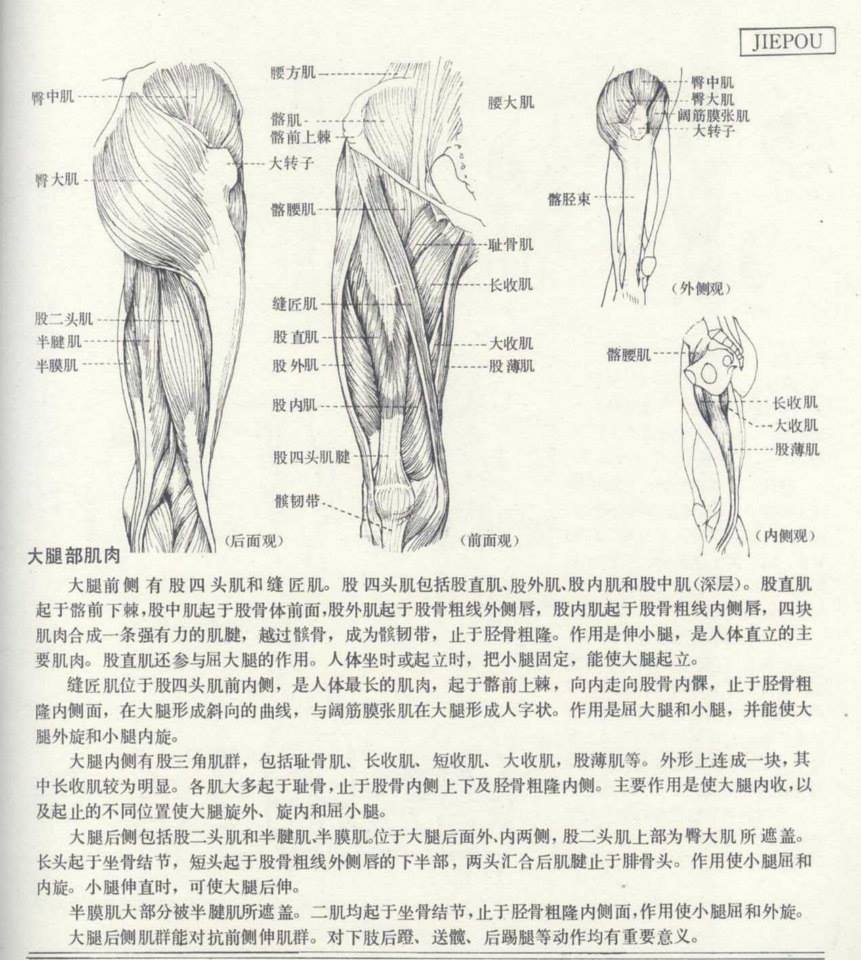 JIEPOU
臀中肌
臀大肌
大转子
股二头肌
半腱肌
半膜肌
(后面观)
腰方肌
腰大肌
髂肌
髂前上棘
髂腰肌
耻骨肌
长收肌
缝匠肌
股直肌
大收肌
股外肌
股薄肌
股内肌
股四头肌腱
髌韧带
(前面观)
臀中肌
臀大肌
阔筋膜张肌
大转子
髂胫束
(外侧观)
髂腰肌
长收肌
大收肌
股薄肌
(内侧观)
大腿部肌肉
大腿前侧有股四头肌和缝匠肌。股四头肌包括股直肌、股外肌、股内肌和股中肌(深层)。股直肌
起于髂前下棘,股中肌起于股骨体前面,股外肌起于股骨粗线外侧唇，股内肌起于股骨粗线内侧唇，四块
肌肉合成一条强有力的肌腱，越过髌骨，成为髌韧带，止于胫骨粗隆。作用是伸小腿，是人体直立的主
要肌肉。股直肌还参与屈大腿的作用。人体坐时或起立时，把小腿固定，能使大腿起立。
缝匠肌位于股四头肌前内侧，是人体最长的肌肉，起于髂前上棘，向内走向股骨内髁，止于胫骨粗
隆内侧面，在大腿形成斜向的曲线，与阔筋膜张肌在大腿形成人字状。作用是屈大腿和小腿，并能使大
腿外旋和小腿内旋。
大腿内侧有股三角肌群，包括耻骨肌、长收肌、短收肌、大收肌，股薄肌等。外形上连成一块，其
中长收肌较为明显。各肌大多起于耻骨,止于股骨内侧上下及胫骨粗隆内侧。主要作用是使大腿内收,以
及起止的不同位置使大腿旋外、旋内和屈小腿。
大腿后侧包括股二头肌和半腱肌、半膜肌。位于大腿后面外、内两侧，股二头肌上部为臀大肌所遮盖。
长头起于坐骨结节，短头起于股骨粗线外侧唇的下半部，两头汇合后肌腱止于腓骨头。作用使小腿屈和
内旋。小腿伸直时，可使大腿后伸。
半膜肌大部分被半腱肌所遮盖。二肌均起于坐骨结节,止于胫骨粗隆内侧面,作用使小腿屈和外旋。
大腿后侧肌群能对抗前侧伸肌群。对下肢后蹬、送髋、后踢腿等动作均有重要意义。